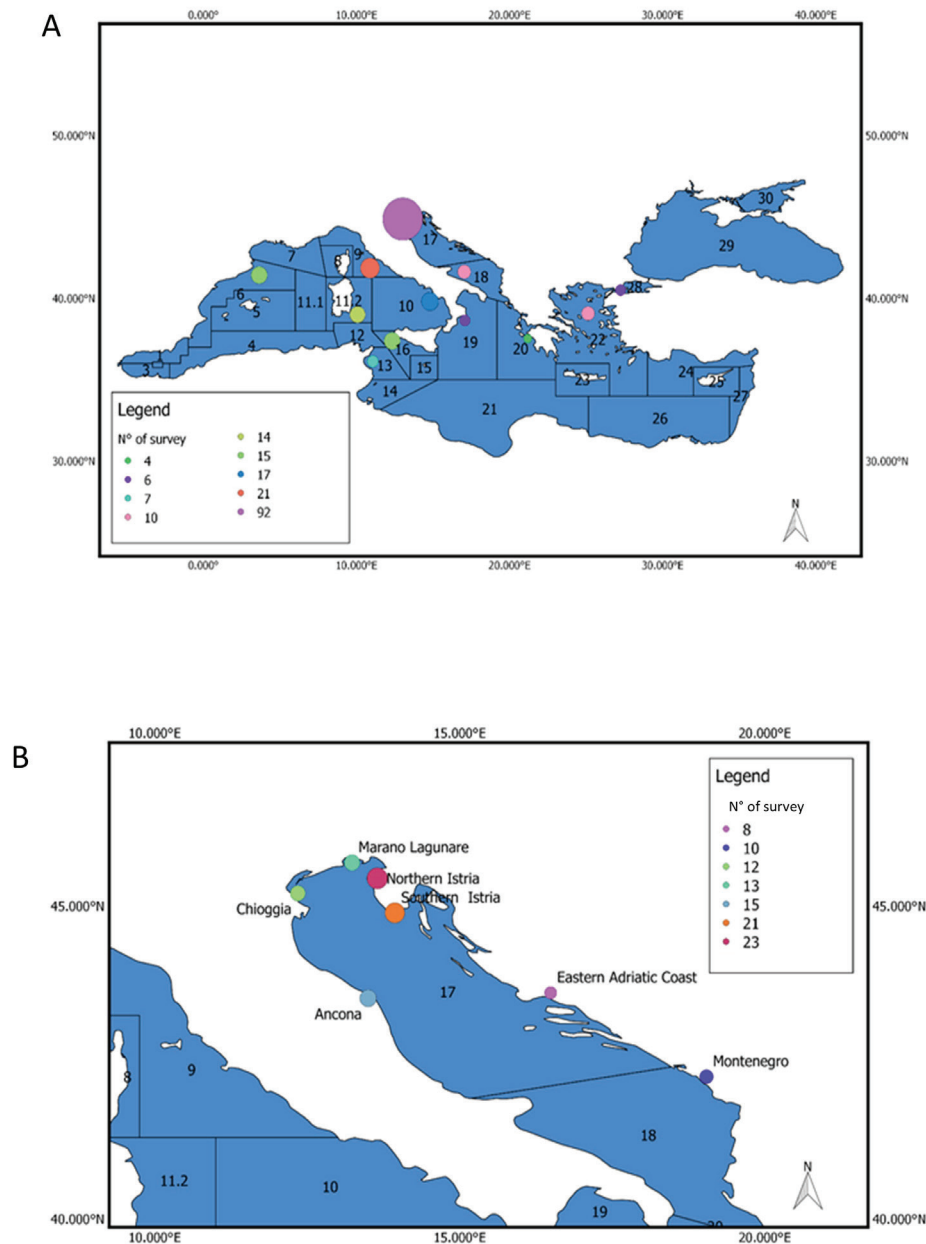 A
0.000° 10.000°E 20.000°E 30.000°E 40.000°E
50.000°N 50.000°N
30
17
7 8 9
29
18
40.000°N 6 11.1 11.2 10 28 40.000°N
5
12 19 20 22
1 4 16
3 13 15 23 24 25
14 27
21 26
Legend
N° of survey
4 14
6 15
7 17
10 21
92
30.000°N 30.000°N
N
0.000° 10.000°E 20.000°E 30.000°E 40.000°E
B
10.000°E 15.000°E 20.000°E
Legend
N° of survey
8
10
12
13
15
21
23
Marano Lagunare
Northern Istria
Southern Istria
45.000°N 45.000°N
Chioggia
17
Eastern Adriatic Coast
Ancona
Montenegro
8 9
18
11.2 10
N
19
40.000°N 40.000°N
10.000°E 15.000°E 20.000°E